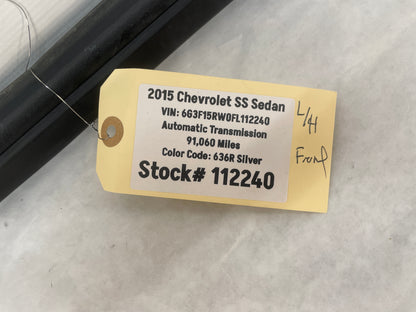 2015 Chevrolet SS Sedan
VIN: 6G3F15RW0FL112240
Automatic Transmission
91,060 Miles
Color Code: 636R Silver
Stock# 112240
L/H
Front